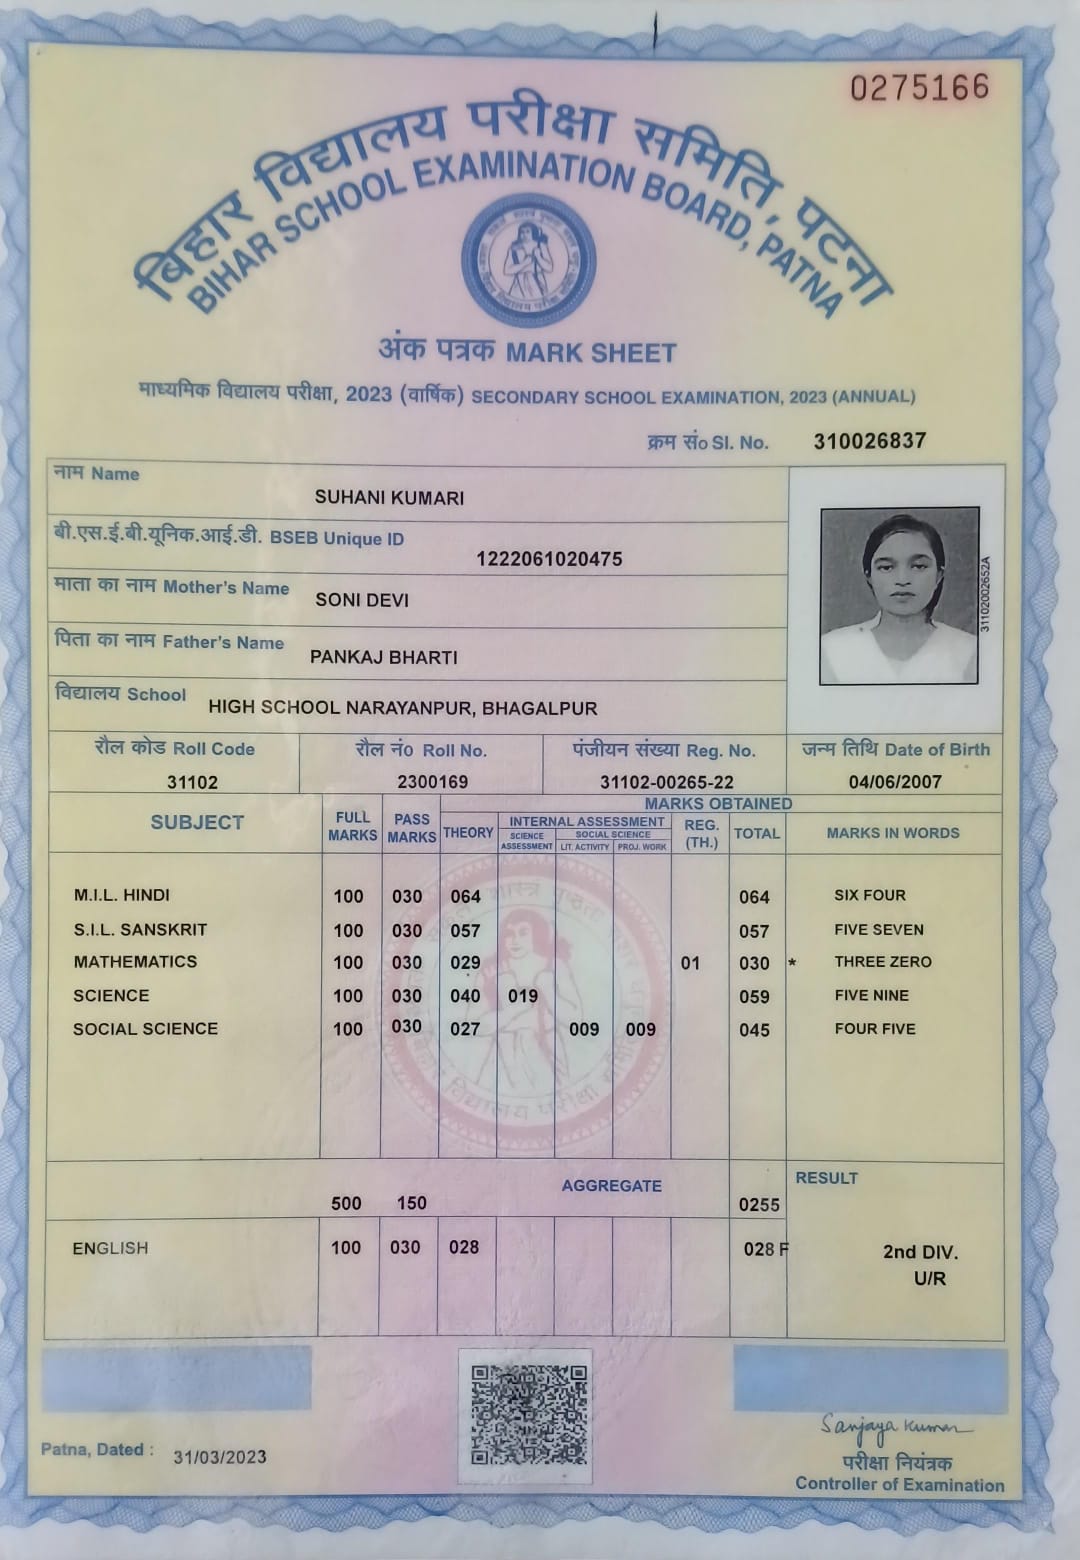 0275166
बिहार विद्यालय परीक्षा समिति, पटना
BIHAR SCHOOL EXAMINATION BOARD, PATNA
अंक पत्रक MARK SHEET
माध्यमिक विद्यालय परीक्षा, 2023 (वार्षिक) SECONDARY SCHOOL EXAMINATION, 2023 (ANNUAL)
क्रम सं० Sl. No. 310026837
नाम Name
SUHANI KUMARI
बी.एस.ई.बी.यूनिक.आई.डी. BSEB Unique ID
1222061020475
माता का नाम Mother's Name SONI DEVI
पिता का नाम Father's Name PANKAJ BHARTI
विद्यालय School HIGH SCHOOL NARAYANPUR, BHAGALPUR
31102002652A
रौल कोड Roll Code रौल नं० Roll No. पंजीयन संख्या Reg. No. जन्म तिथि Date of Birth
31102 2300169 31102-00265-22 04/06/2007
MARKS OBTAINED
SUBJECT FULL MARKS PASS MARKS THEORY INTERNAL ASSESSMENT REG. (TH.) TOTAL MARKS IN WORDS
SCIENCE ASSESSMENT SOCIAL SCIENCE
LIT. ACTIVITY PROJ. WORK
M.I.L. HINDI 100 030 064 064 SIX FOUR
S.I.L. SANSKRIT 100 030 057 057 FIVE SEVEN
MATHEMATICS 100 030 029 01 030 * THREE ZERO
SCIENCE 100 030 040 019 059 FIVE NINE
SOCIAL SCIENCE 100 030 027 009 009 045 FOUR FIVE
AGGREGATE RESULT
500 150 0255
ENGLISH 100 030 028 028 F 2nd DIV.
U/R
Sanjaya Kumar
Patna, Dated : 31/03/2023
परीक्षा नियंत्रक
Controller of Examination